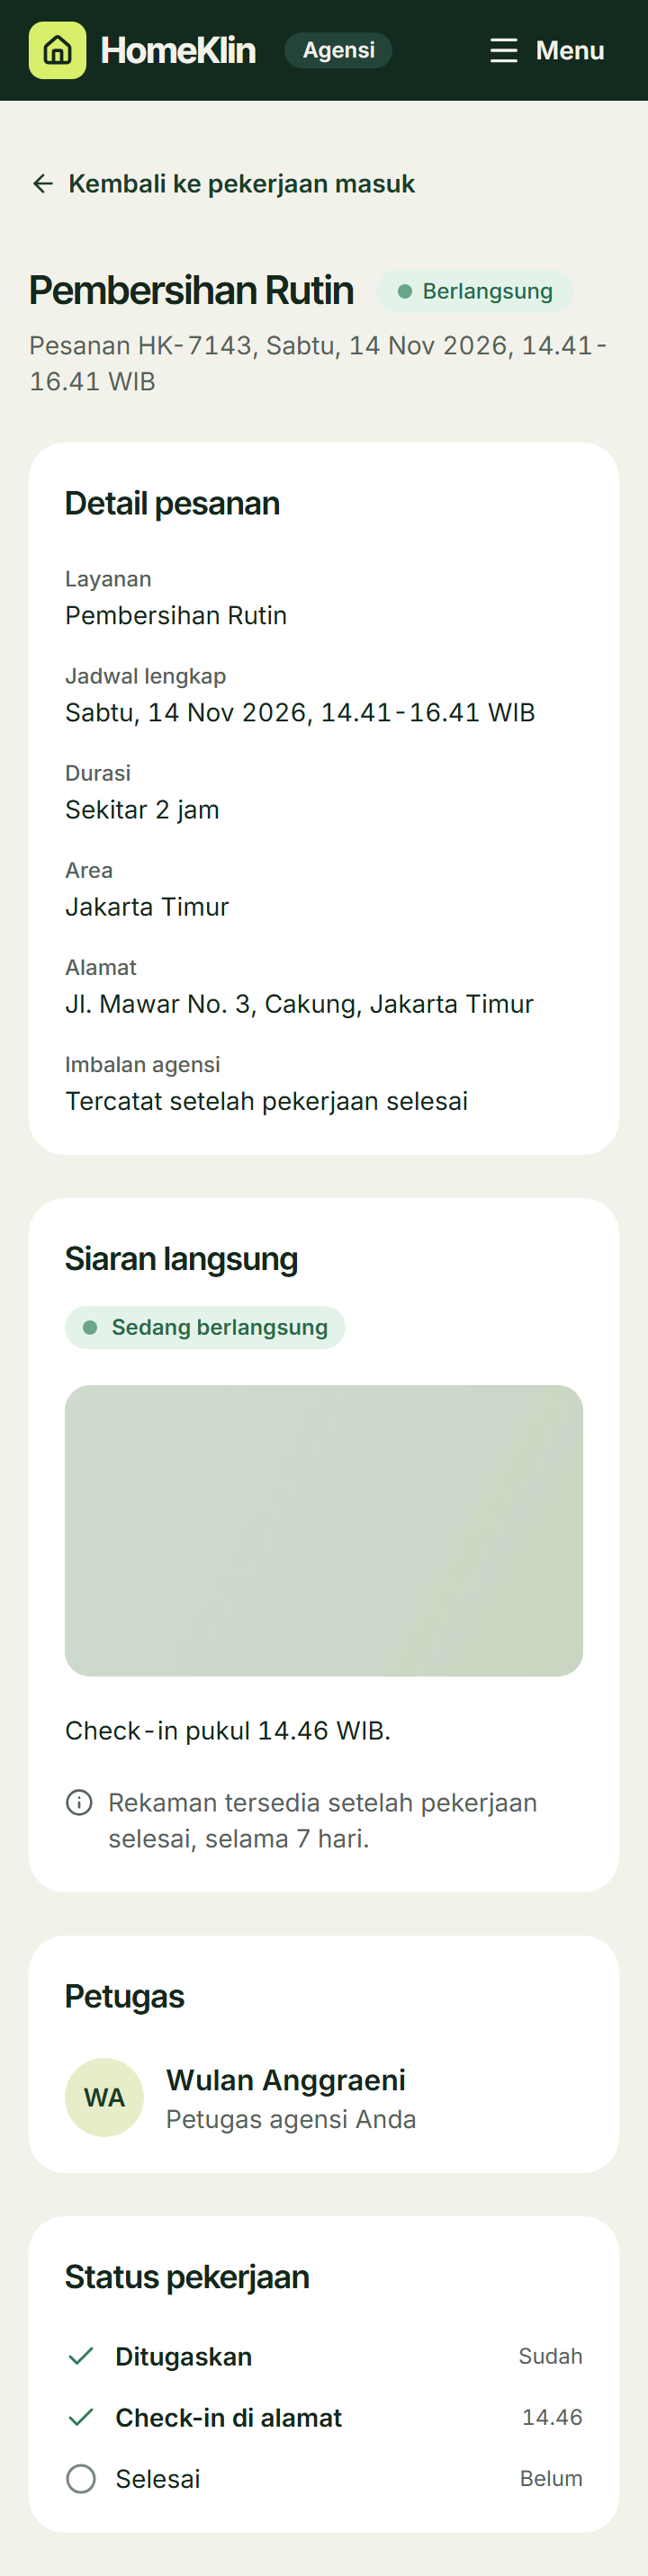 HomeKlin
Agensi
Menu
Kembali ke pekerjaan masuk
Pembersihan Rutin
Berlangsung
Pesanan HK-7143, Sabtu, 14 Nov 2026, 14.41-
16.41 WIB
Detail pesanan
Layanan
Pembersihan Rutin
Jadwal lengkap
Sabtu, 14 Nov 2026, 14.41-16.41 WIB
Durasi
Sekitar 2 jam
Area
Jakarta Timur
Alamat
Jl. Mawar No. 3, Cakung, Jakarta Timur
Imbalan agensi
Tercatat setelah pekerjaan selesai
Siaran langsung
Sedang berlangsung
Check-in pukul 14.46 WIB.
Rekaman tersedia setelah pekerjaan
selesai, selama 7 hari.
Petugas
WA
Wulan Anggraeni
Petugas agensi Anda
Status pekerjaan
Ditugaskan
Sudah
Check-in di alamat
14.46
Selesai
Belum